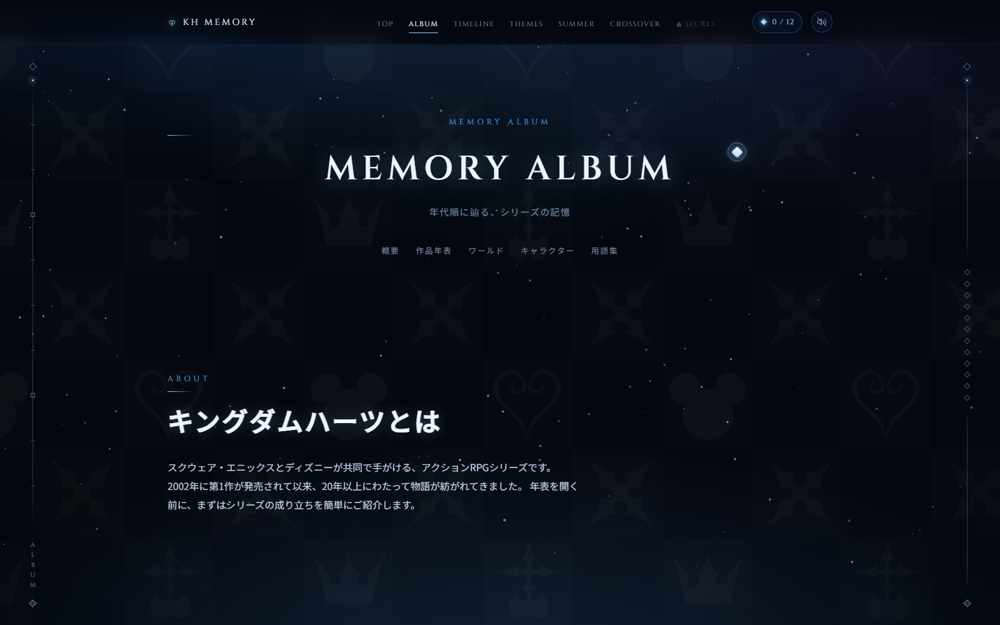 KH MEMORY
TOP ALBUM TIMELINE THEMES SUMMER CROSSOVER SECRET
0 / 12
MEMORY ALBUM
MEMORY ALBUM
年代順に辿る、シリーズの記憶
概要 作品年表 ワールド キャラクター 用語集
ABOUT
キングダムハーツとは
スクウェア・エニックスとディズニーが共同で手がける、アクションRPGシリーズです。
2002年に第1作が発売されて以来、20年以上にわたって物語が紡がれてきました。 年表を開く
前に、まずはシリーズの成り立ちを簡単にご紹介します。
ALBUM